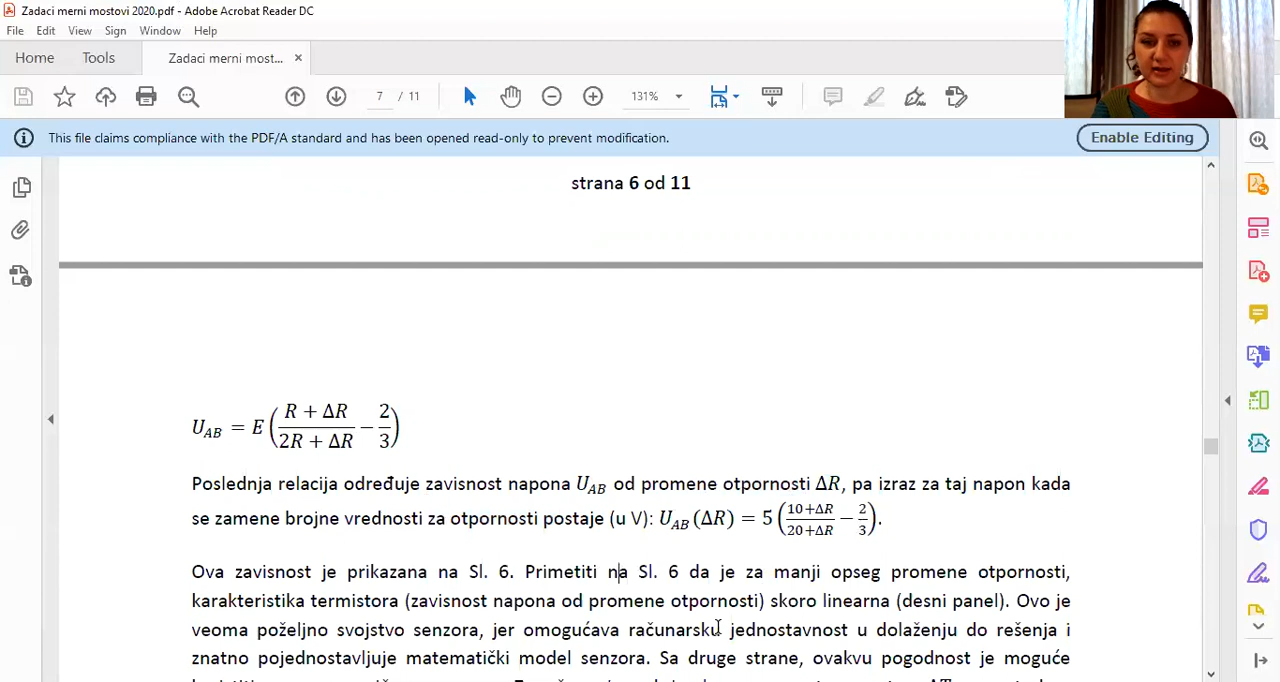 Zadaci merni mostovi 2020.pdf - Adobe Acrobat Reader DC
File Edit View Sign Window Help
Home Tools Zadaci merni most... ×
7 / 11 131%
This file claims compliance with the PDF/A standard and has been opened read-only to prevent modification. Enable Editing
strana 6 od 11
U_AB = E((R + ΔR)/(2R + ΔR) − 2/3)
Poslednja relacija određuje zavisnost napona U_AB od promene otpornosti ΔR, pa izraz za taj napon kada
se zamene brojne vrednosti za otpornosti postaje (u V): U_AB(ΔR) = 5((10+ΔR)/(20+ΔR) − 2/3).
Ova zavisnost je prikazana na Sl. 6. Primetiti na Sl. 6 da je za manji opseg promene otpornosti,
karakteristika termistora (zavisnost napona od promene otpornosti) skoro linearna (desni panel). Ovo je
veoma poželjno svojstvo senzora, jer omogućava računarsku jednostavnost u dolaženju do rešenja i
znatno pojednostavljuje matematički model senzora. Sa druge strane, ovakvu pogodnost je moguće